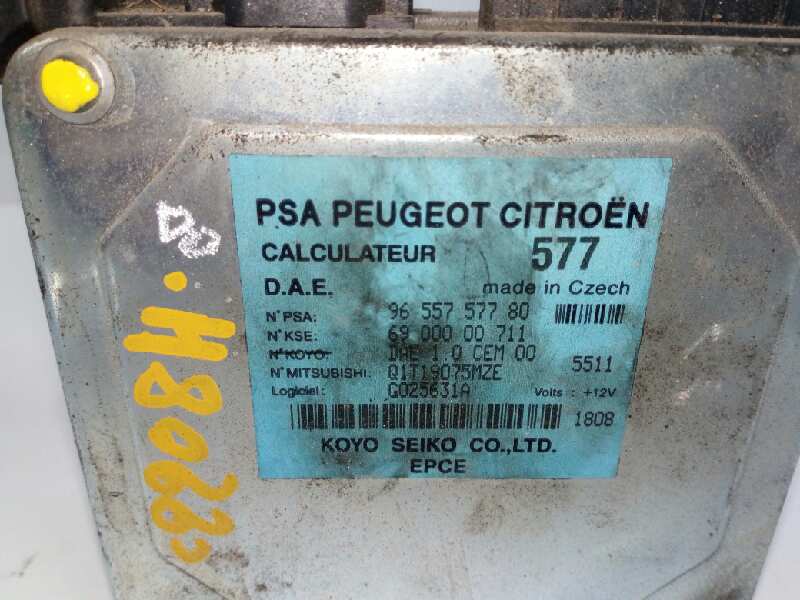 PSA PEUGEOT CITROËN
CALCULATEUR 577
D.A.E. made in Czech
N° PSA: 96 557 577 80
N° KSE: 69 000 00 711
N° KOYO: DAE 1.0 CEM 00
N° MITSUBISHI: Q1T19075MZE 5511
Logiciel: G025631A Volts : +12V
1808
KOYO SEIKO CO.,LTD.
EPCE